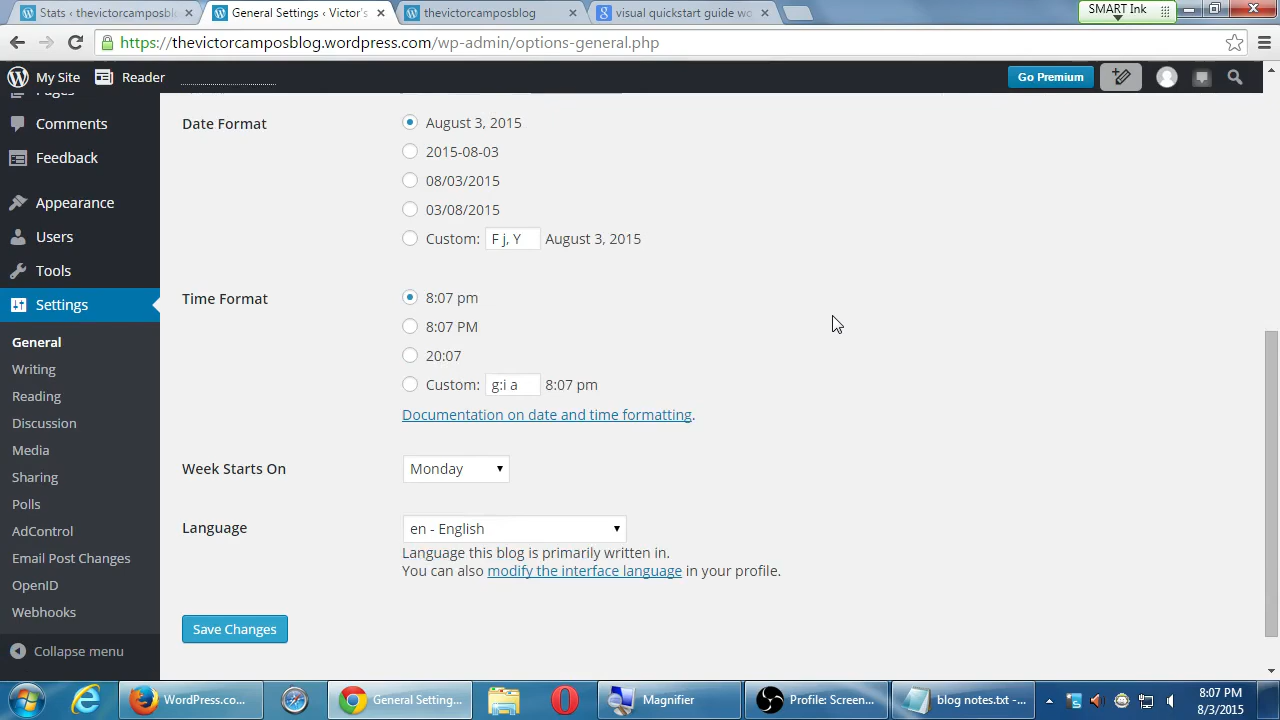 Stats ‹ thevictorcamposb
General Settings ‹ Victor's
thevictorcamposblog
visual quickstart guide wo
SMART Ink
https://thevictorcamposblog.wordpress.com/wp-admin/options-general.php
My Site
Reader
Go Premium
Pages
Comments
Feedback
Appearance
Users
Tools
Settings
General
Writing
Reading
Discussion
Media
Sharing
Polls
AdControl
Email Post Changes
OpenID
Webhooks
Collapse menu
Date Format
August 3, 2015
2015-08-03
08/03/2015
03/08/2015
Custom: F j, Y August 3, 2015
Time Format
8:07 pm
8:07 PM
20:07
Custom: g:i a 8:07 pm
Documentation on date and time formatting.
Week Starts On
Monday
Language
en - English
Language this blog is primarily written in.
You can also modify the interface language in your profile.
Save Changes
WordPress.co...
General Setting...
Magnifier
Profile: Screen...
blog notes.txt -...
8:07 PM
8/3/2015